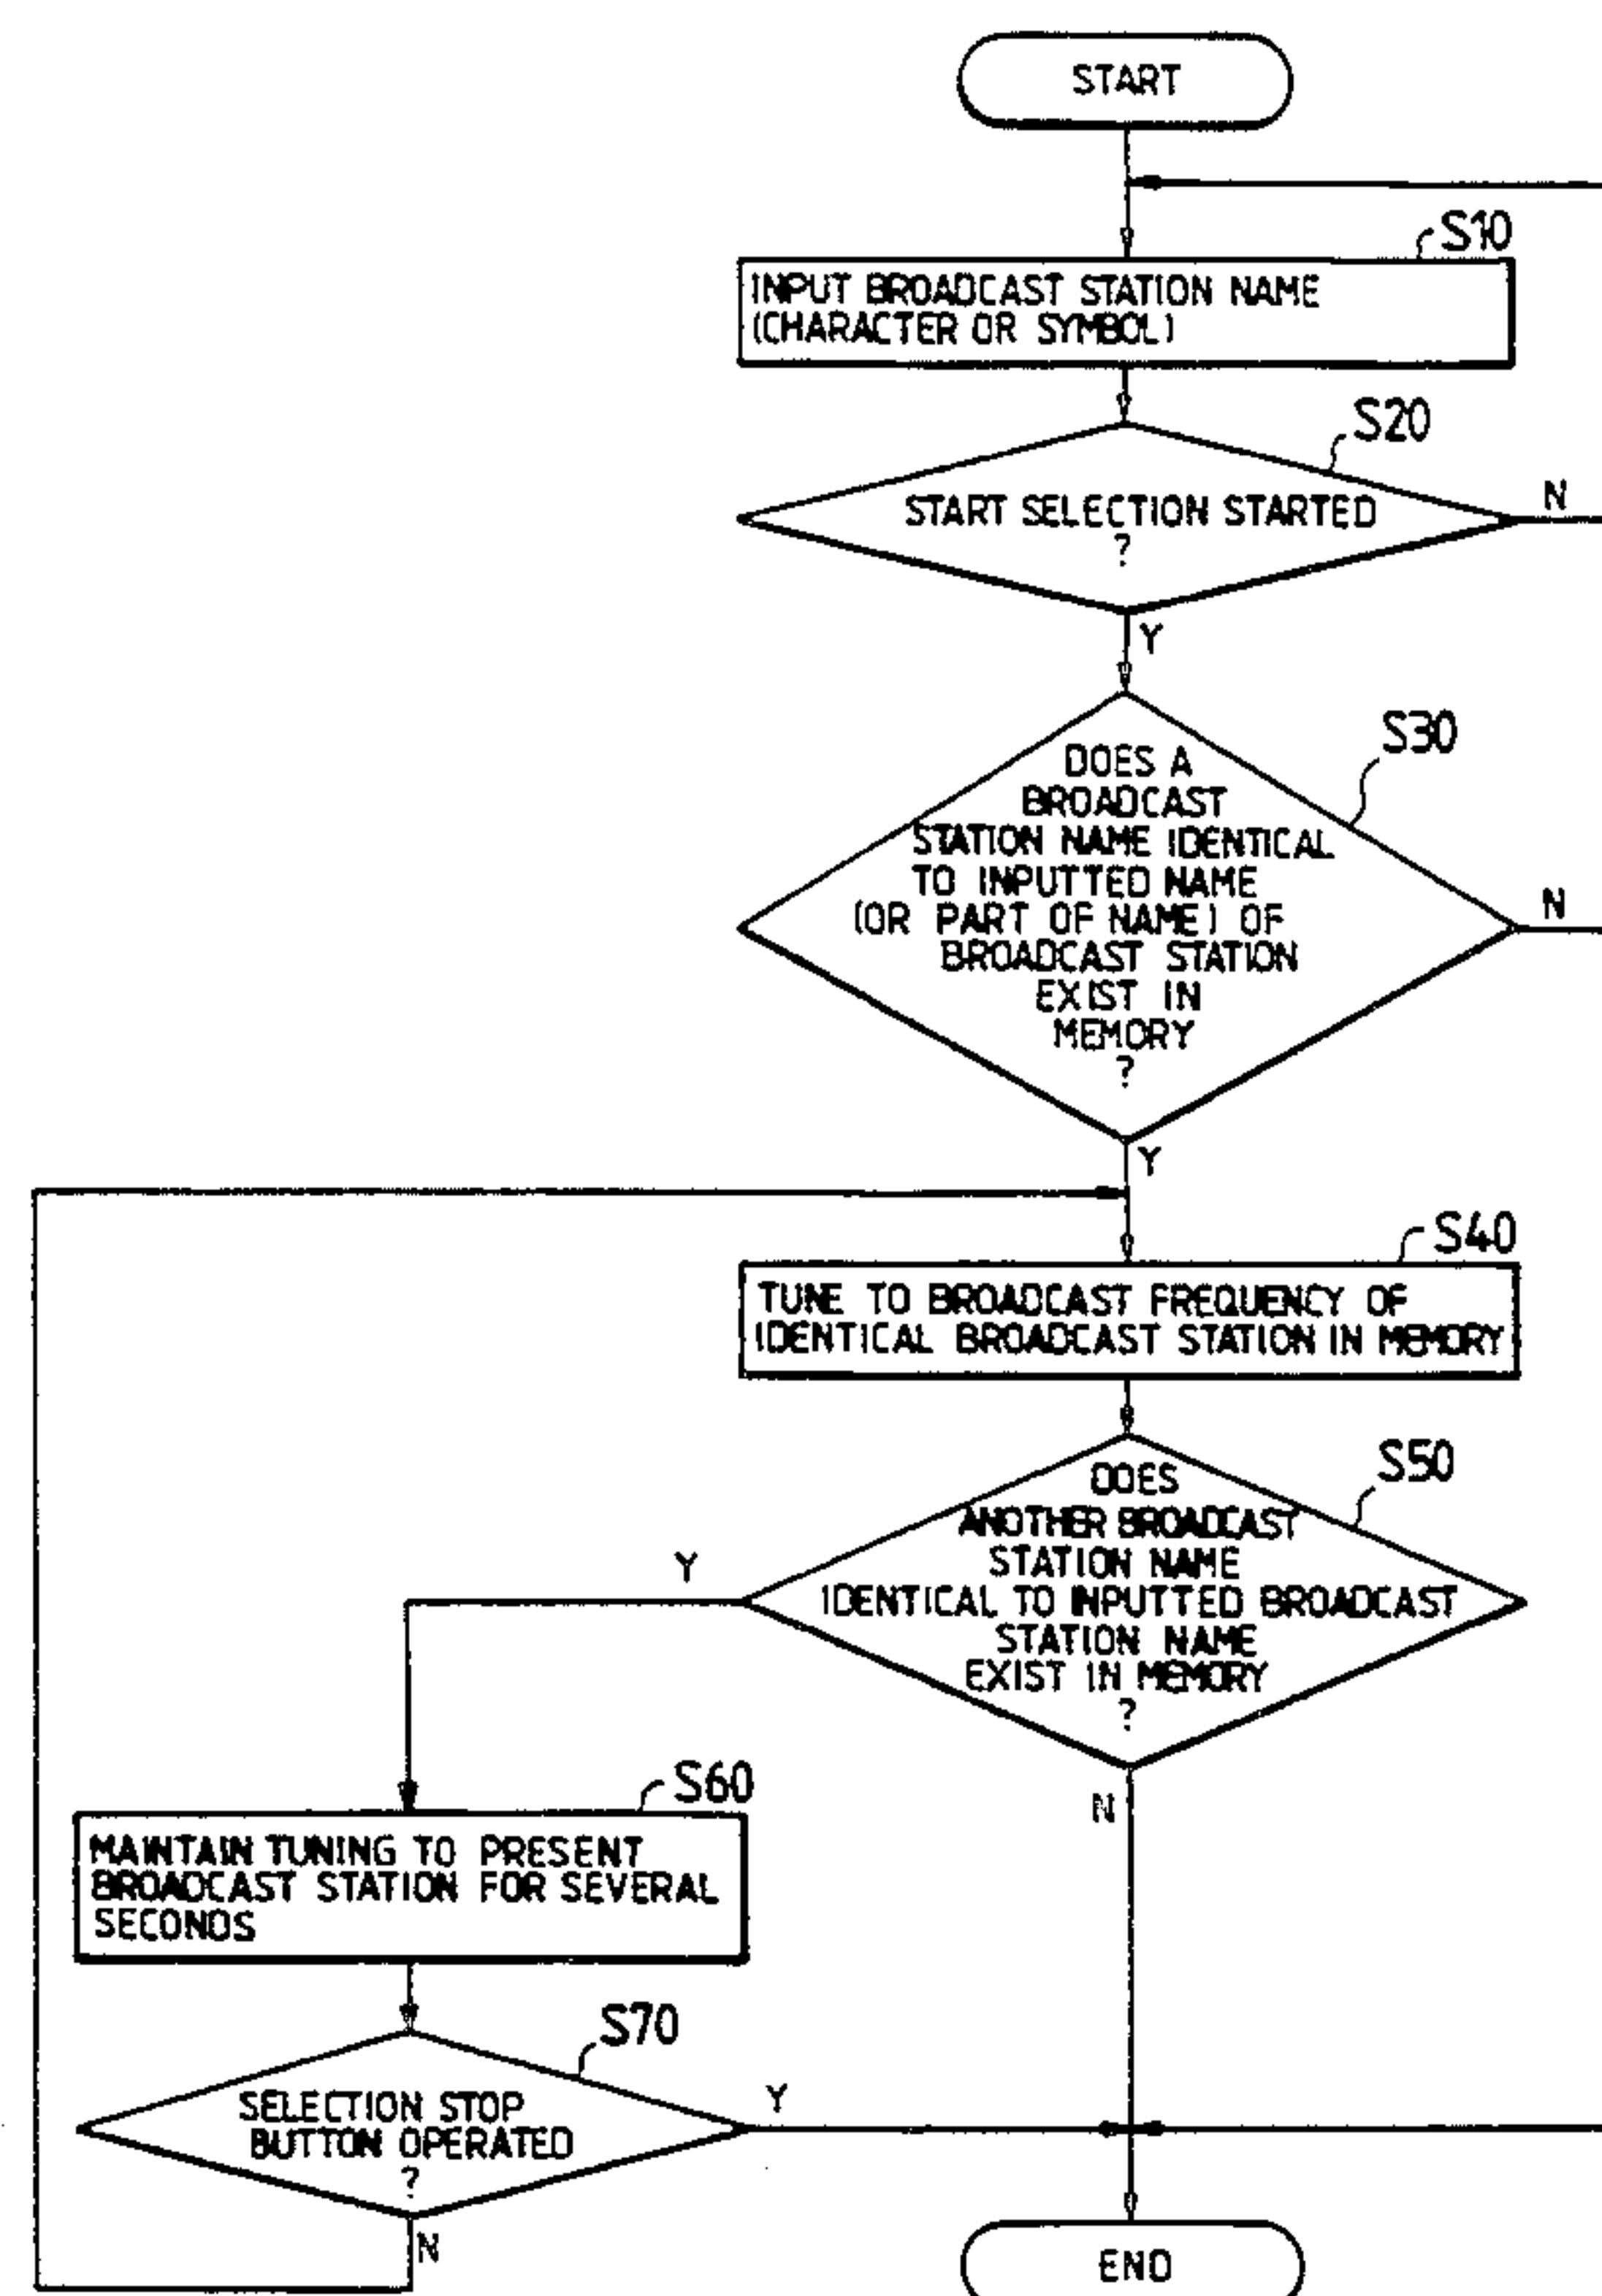 START
S10
INPUT BROADCAST STATION NAME
(CHARACTER OR SYMBOL)
S20
START SELECTION STARTED
?
N
Y
S30
DOES A
BROADCAST
STATION NAME IDENTICAL
TO INPUTTED NAME
(OR PART OF NAME) OF
BROADCAST STATION
EXIST IN
MEMORY
?
N
Y
S40
TUNE TO BROADCAST FREQUENCY OF
IDENTICAL BROADCAST STATION IN MEMORY
S50
DOES
ANOTHER BROADCAST
STATION NAME
IDENTICAL TO INPUTTED BROADCAST
STATION NAME
EXIST IN MEMORY
?
Y
N
S60
MAINTAIN TUNING TO PRESENT
BROADCAST STATION FOR SEVERAL
SECONDS
S70
SELECTION STOP
BUTTON OPERATED
?
Y
N
END